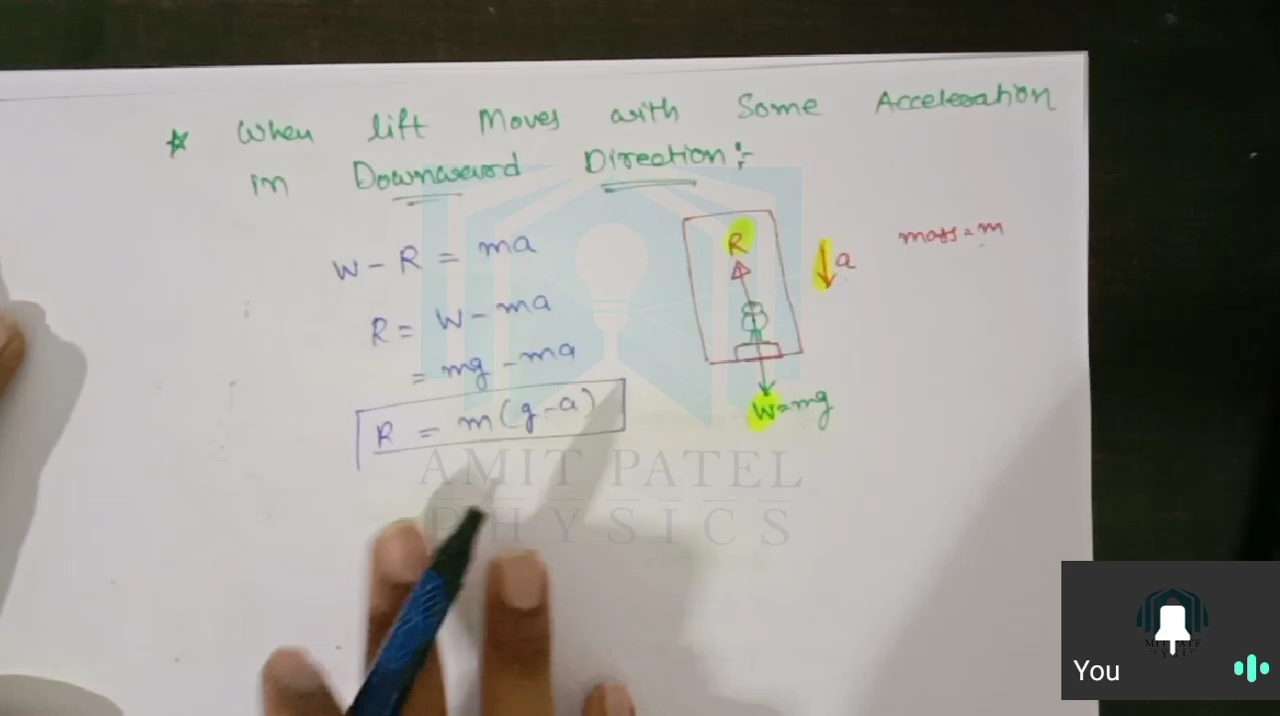 * When lift Moves with Some Acceleration
in Downward Direction :-
W - R = ma
R = W - ma
= mg - ma
R = m(g-a)
R
a
mass = m
W=mg
AMIT PATEL
PHYSICS
You